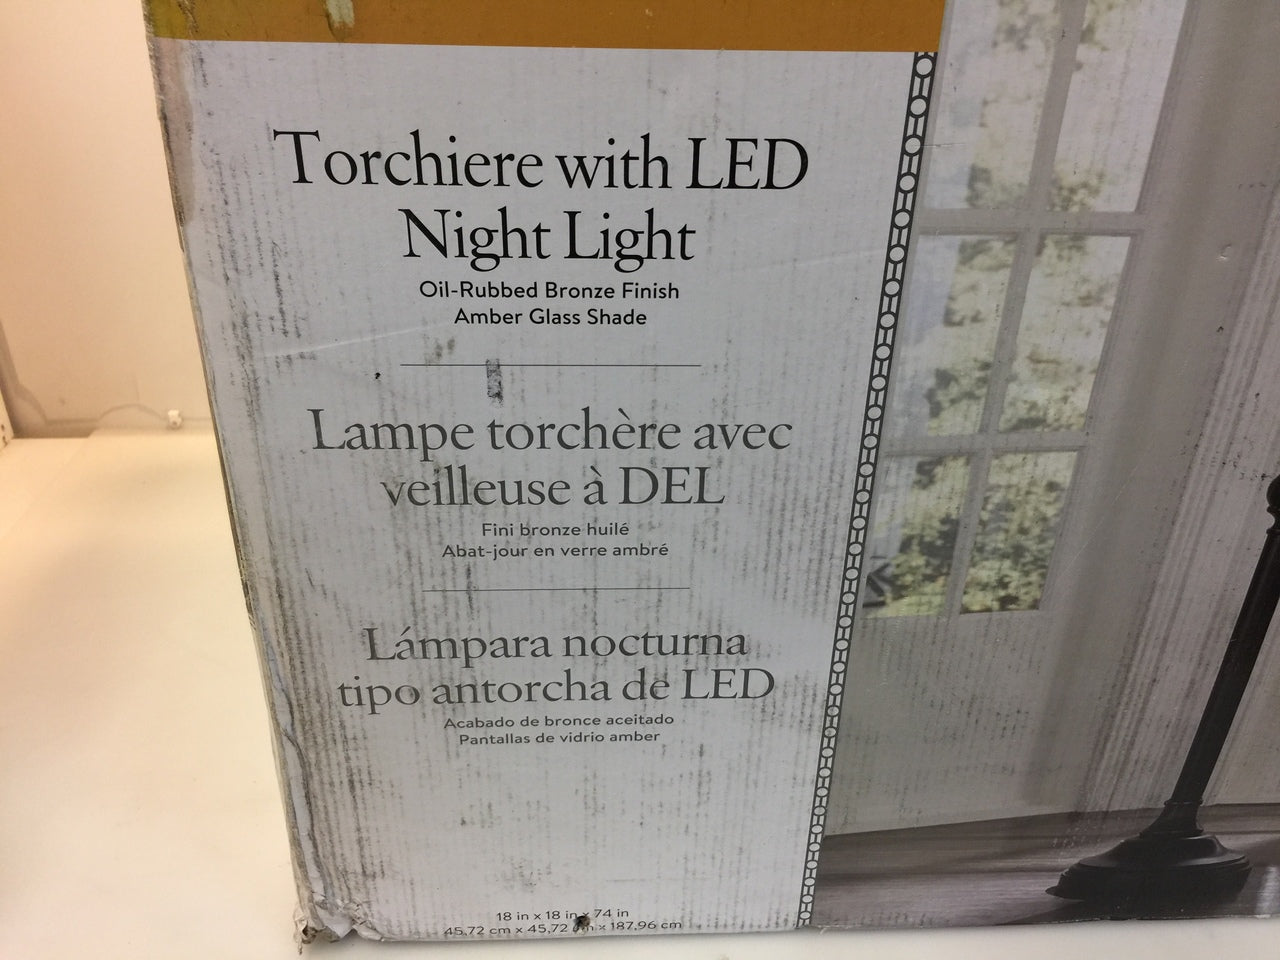 Torchiere with LED
Night Light
Oil-Rubbed Bronze Finish
Amber Glass Shade
Lampe torchère avec
veilleuse à DEL
Fini bronze huilé
Abat-jour en verre ambré
Lámpara nocturna
tipo antorcha de LED
Acabado de bronce aceitado
Pantallas de vidrio amber
18 in x 18 in x 74 in
45,72 cm x 45,72 cm x 187,96 cm